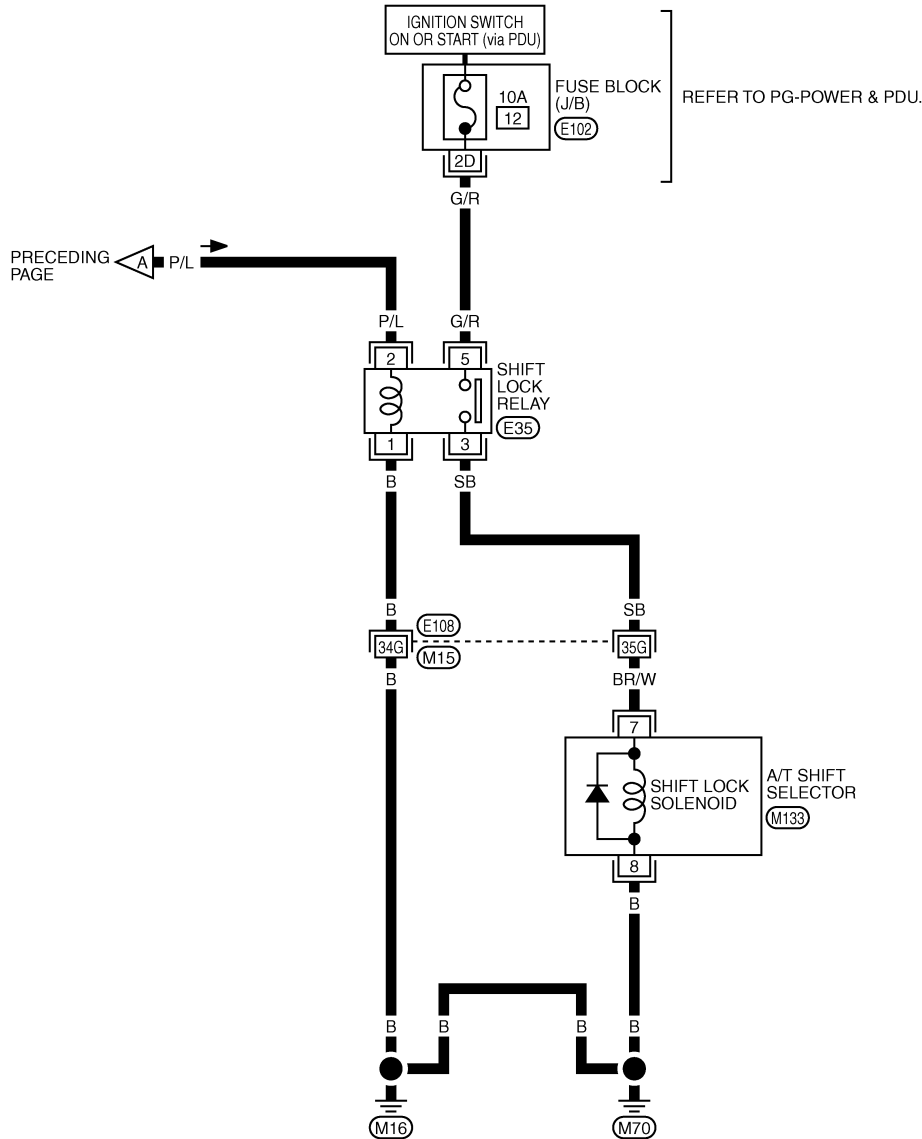 IGNITION SWITCH
ON OR START (via PDU)
FUSE BLOCK
(J/B)
E102
10A
12
2D
REFER TO PG-POWER & PDU.
G/R
PRECEDING
PAGE
A
P/L
P/L
G/R
2
5
SHIFT
LOCK
RELAY
E35
1
3
B
SB
B
SB
E108
34G
35G
M15
B
BR/W
7
SHIFT LOCK
SOLENOID
A/T SHIFT
SELECTOR
M133
8
B
B
B
B
B
M16
M70